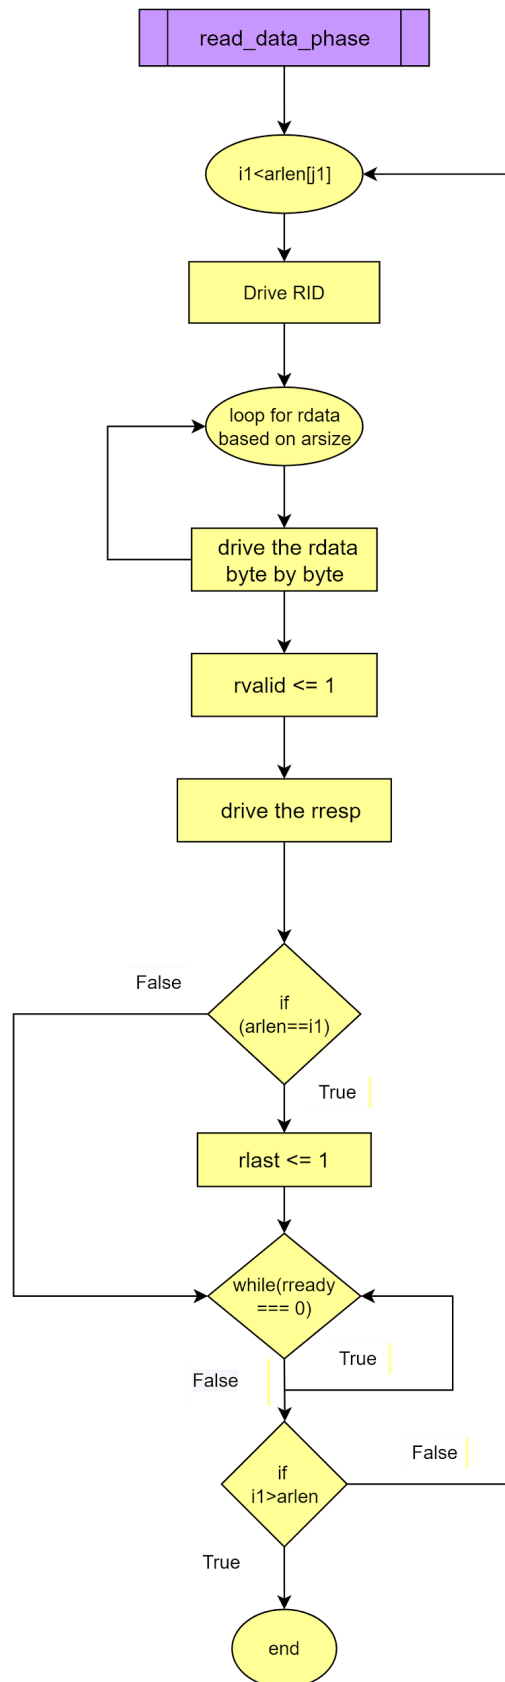 read_data_phase
i1<arlen[j1]
Drive RID
loop for rdata
based on arsize
drive the rdata
byte by byte
rvalid <= 1
drive the rresp
False
if
(arlen==i1)
True
rlast <= 1
while(rready
=== 0)
True
False
if
i1>arlen
False
True
end